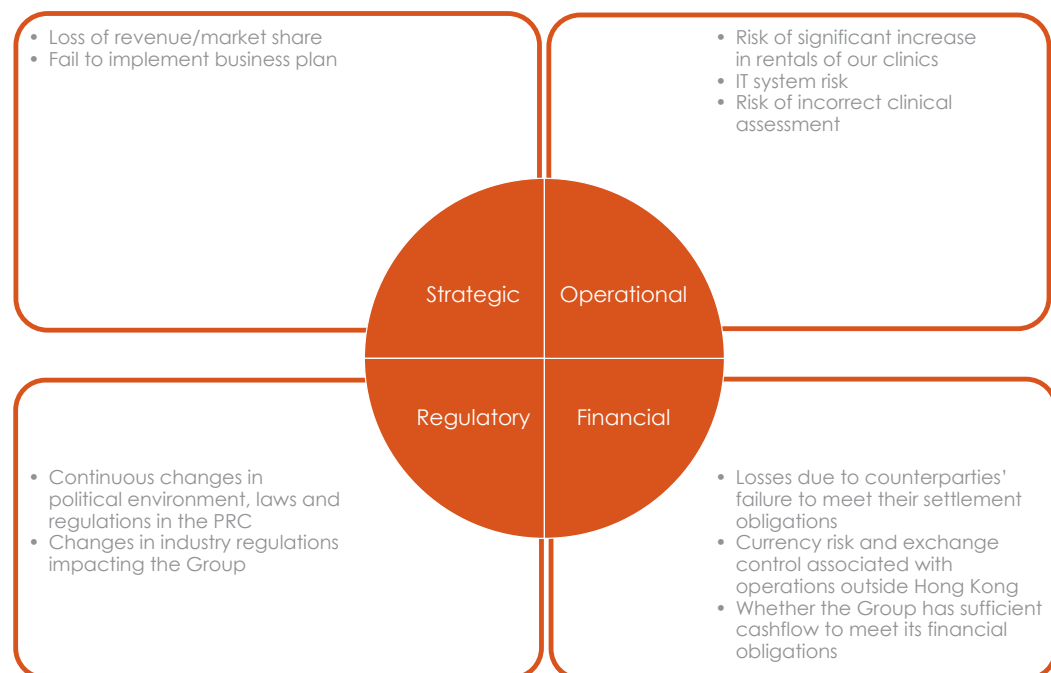 • Loss of revenue/market share
• Fail to implement business plan
• Risk of significant increase
in rentals of our clinics
• IT system risk
• Risk of incorrect clinical
assessment
Strategic
Operational
Regulatory
Financial
• Continuous changes in
political environment, laws and
regulations in the PRC
• Changes in industry regulations
impacting the Group
• Losses due to counterparties’
failure to meet their settlement
obligations
• Currency risk and exchange
control associated with
operations outside Hong Kong
• Whether the Group has sufficient
cashflow to meet its financial
obligations